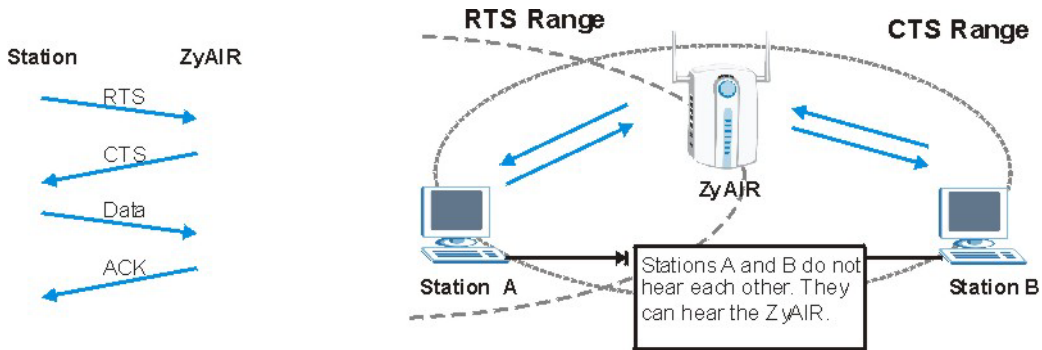 Station ZyAIR
RTS
CTS
Data
ACK
RTS Range
CTS Range
ZyAIR
Station A
Stations A and B do not
hear each other. They
can hear the ZyAIR.
Station B